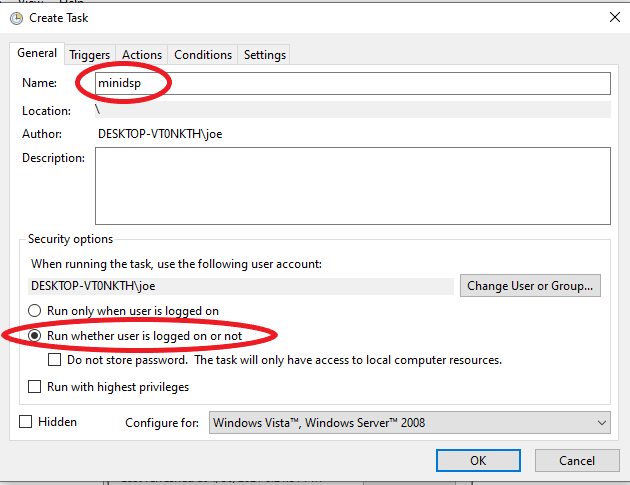 View Help
Create Task
General Triggers Actions Conditions Settings
Name: minidsp
Location: \
Author: DESKTOP-VT0NKTH\joe
Description:
Security options
When running the task, use the following user account:
DESKTOP-VT0NKTH\joe Change User or Group...
Run only when user is logged on
Run whether user is logged on or not
Do not store password. The task will only have access to local computer resources.
Run with highest privileges
Hidden Configure for: Windows Vista™, Windows Server™ 2008
OK Cancel